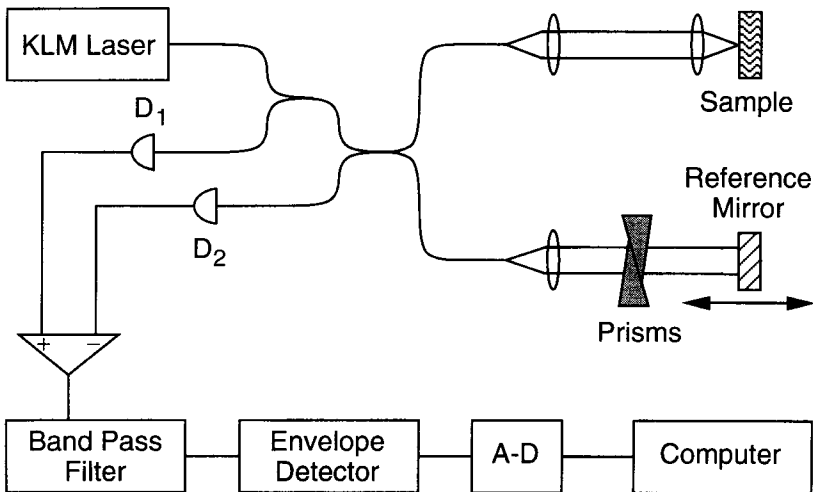 KLM Laser
D1
D2
Sample
Reference
Mirror
Prisms
+ −
Band Pass
Filter
Envelope
Detector
A-D
Computer